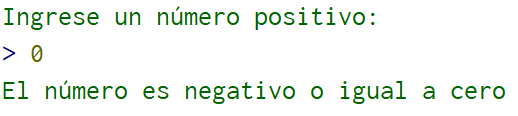 Ingrese un número positivo:
> 0
El número es negativo o igual a cero